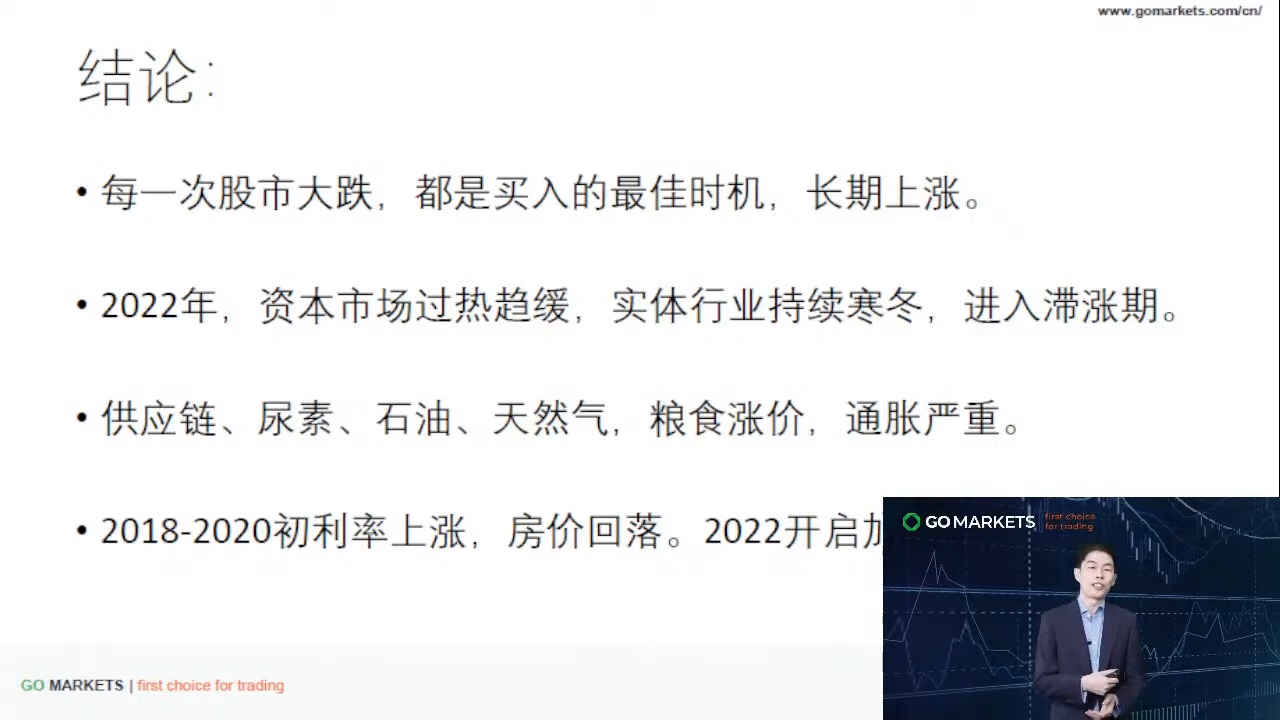 www.gomarkets.com/cn/
结论：
• 每一次股市大跌，都是买入的最佳时机，长期上涨。
• 2022年，资本市场过热趋缓，实体行业持续寒冬，进入滞涨期。
• 供应链、尿素、石油、天然气，粮食涨价，通胀严重。
• 2018-2020初利率上涨，房价回落。2022开启加
GO MARKETS first choice
for trading
GO MARKETS | first choice for trading